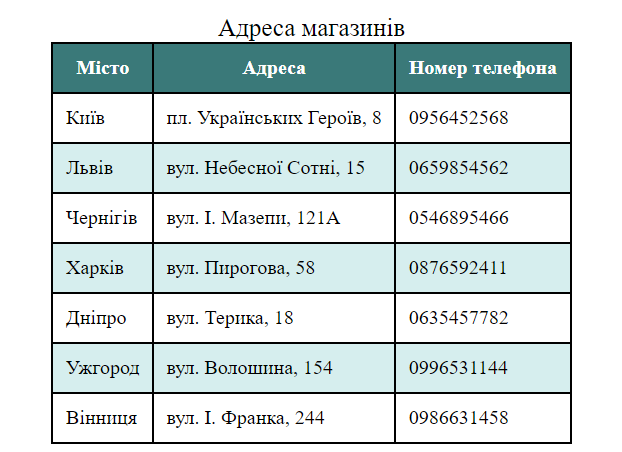 Адреса магазинів
Місто Адреса Номер телефона
Київ пл. Українських Героїв, 8 0956452568
Львів вул. Небесної Сотні, 15 0659854562
Чернігів вул. І. Мазепи, 121А 0546895466
Харків вул. Пирогова, 58 0876592411
Дніпро вул. Терика, 18 0635457782
Ужгород вул. Волошина, 154 0996531144
Вінниця вул. І. Франка, 244 0986631458